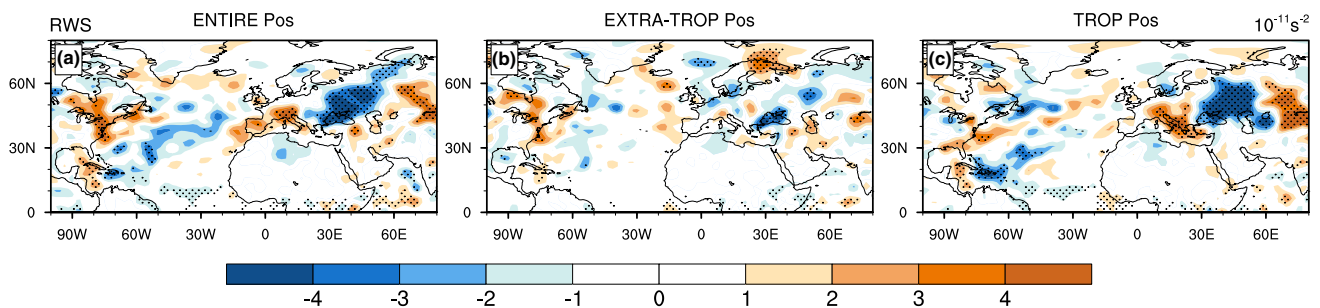 RWS ENTIRE Pos EXTRA-TROP Pos TROP Pos 10-11s-2
(a) (b) (c)
60N 60N 60N
30N 30N 30N
0 0 0
90W 60W 30W 0 30E 60E 90W 60W 30W 0 30E 60E 90W 60W 30W 0 30E 60E
-4 -3 -2 -1 0 1 2 3 4